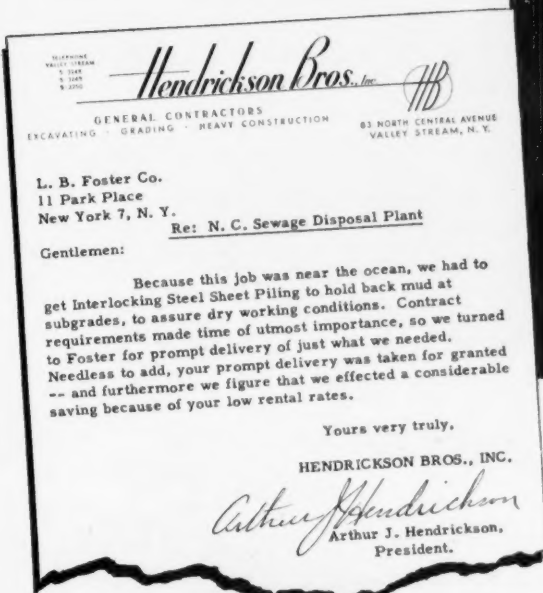 TELEPHONE
VALLEY STREAM
Hendrickson Bros., Inc.
HB
GENERAL CONTRACTORS
EXCAVATING · GRADING · HEAVY CONSTRUCTION
63 NORTH CENTRAL AVENUE
VALLEY STREAM, N. Y.
L. B. Foster Co.
11 Park Place
New York 7, N. Y.
Re: N. C. Sewage Disposal Plant
Gentlemen:
Because this job was near the ocean, we had to
get Interlocking Steel Sheet Piling to hold back mud at
subgrades, to assure dry working conditions. Contract
requirements made time of utmost importance, so we turned
to Foster for prompt delivery of just what we needed.
Needless to add, your prompt delivery was taken for granted
-- and furthermore we figure that we effected a considerable
saving because of your low rental rates.
Yours very truly,
HENDRICKSON BROS., INC.
Arthur J Hendrickson
Arthur J. Hendrickson,
President.